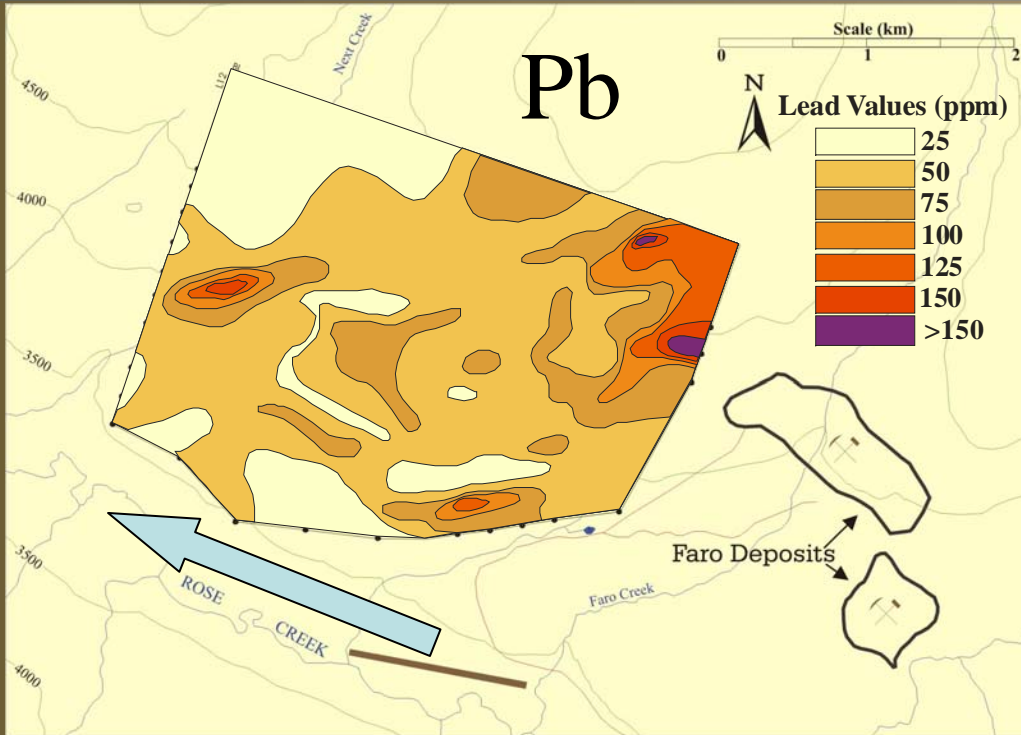 Pb
Scale (km)
0 1 2
N
Lead Values (ppm)
25
50
75
100
125
150
>150
Next Creek
L12
4500
4000
3500
3500
4000
Faro Deposits
Faro Creek
ROSE
CREEK